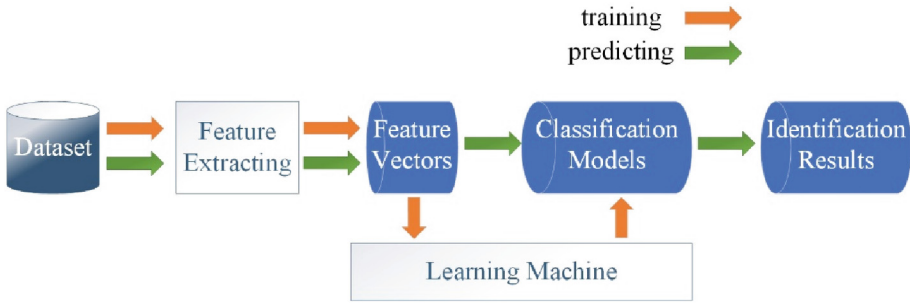 training
predicting
Dataset
Feature
Extracting
Feature
Vectors
Classification
Models
Identification
Results
Learning Machine